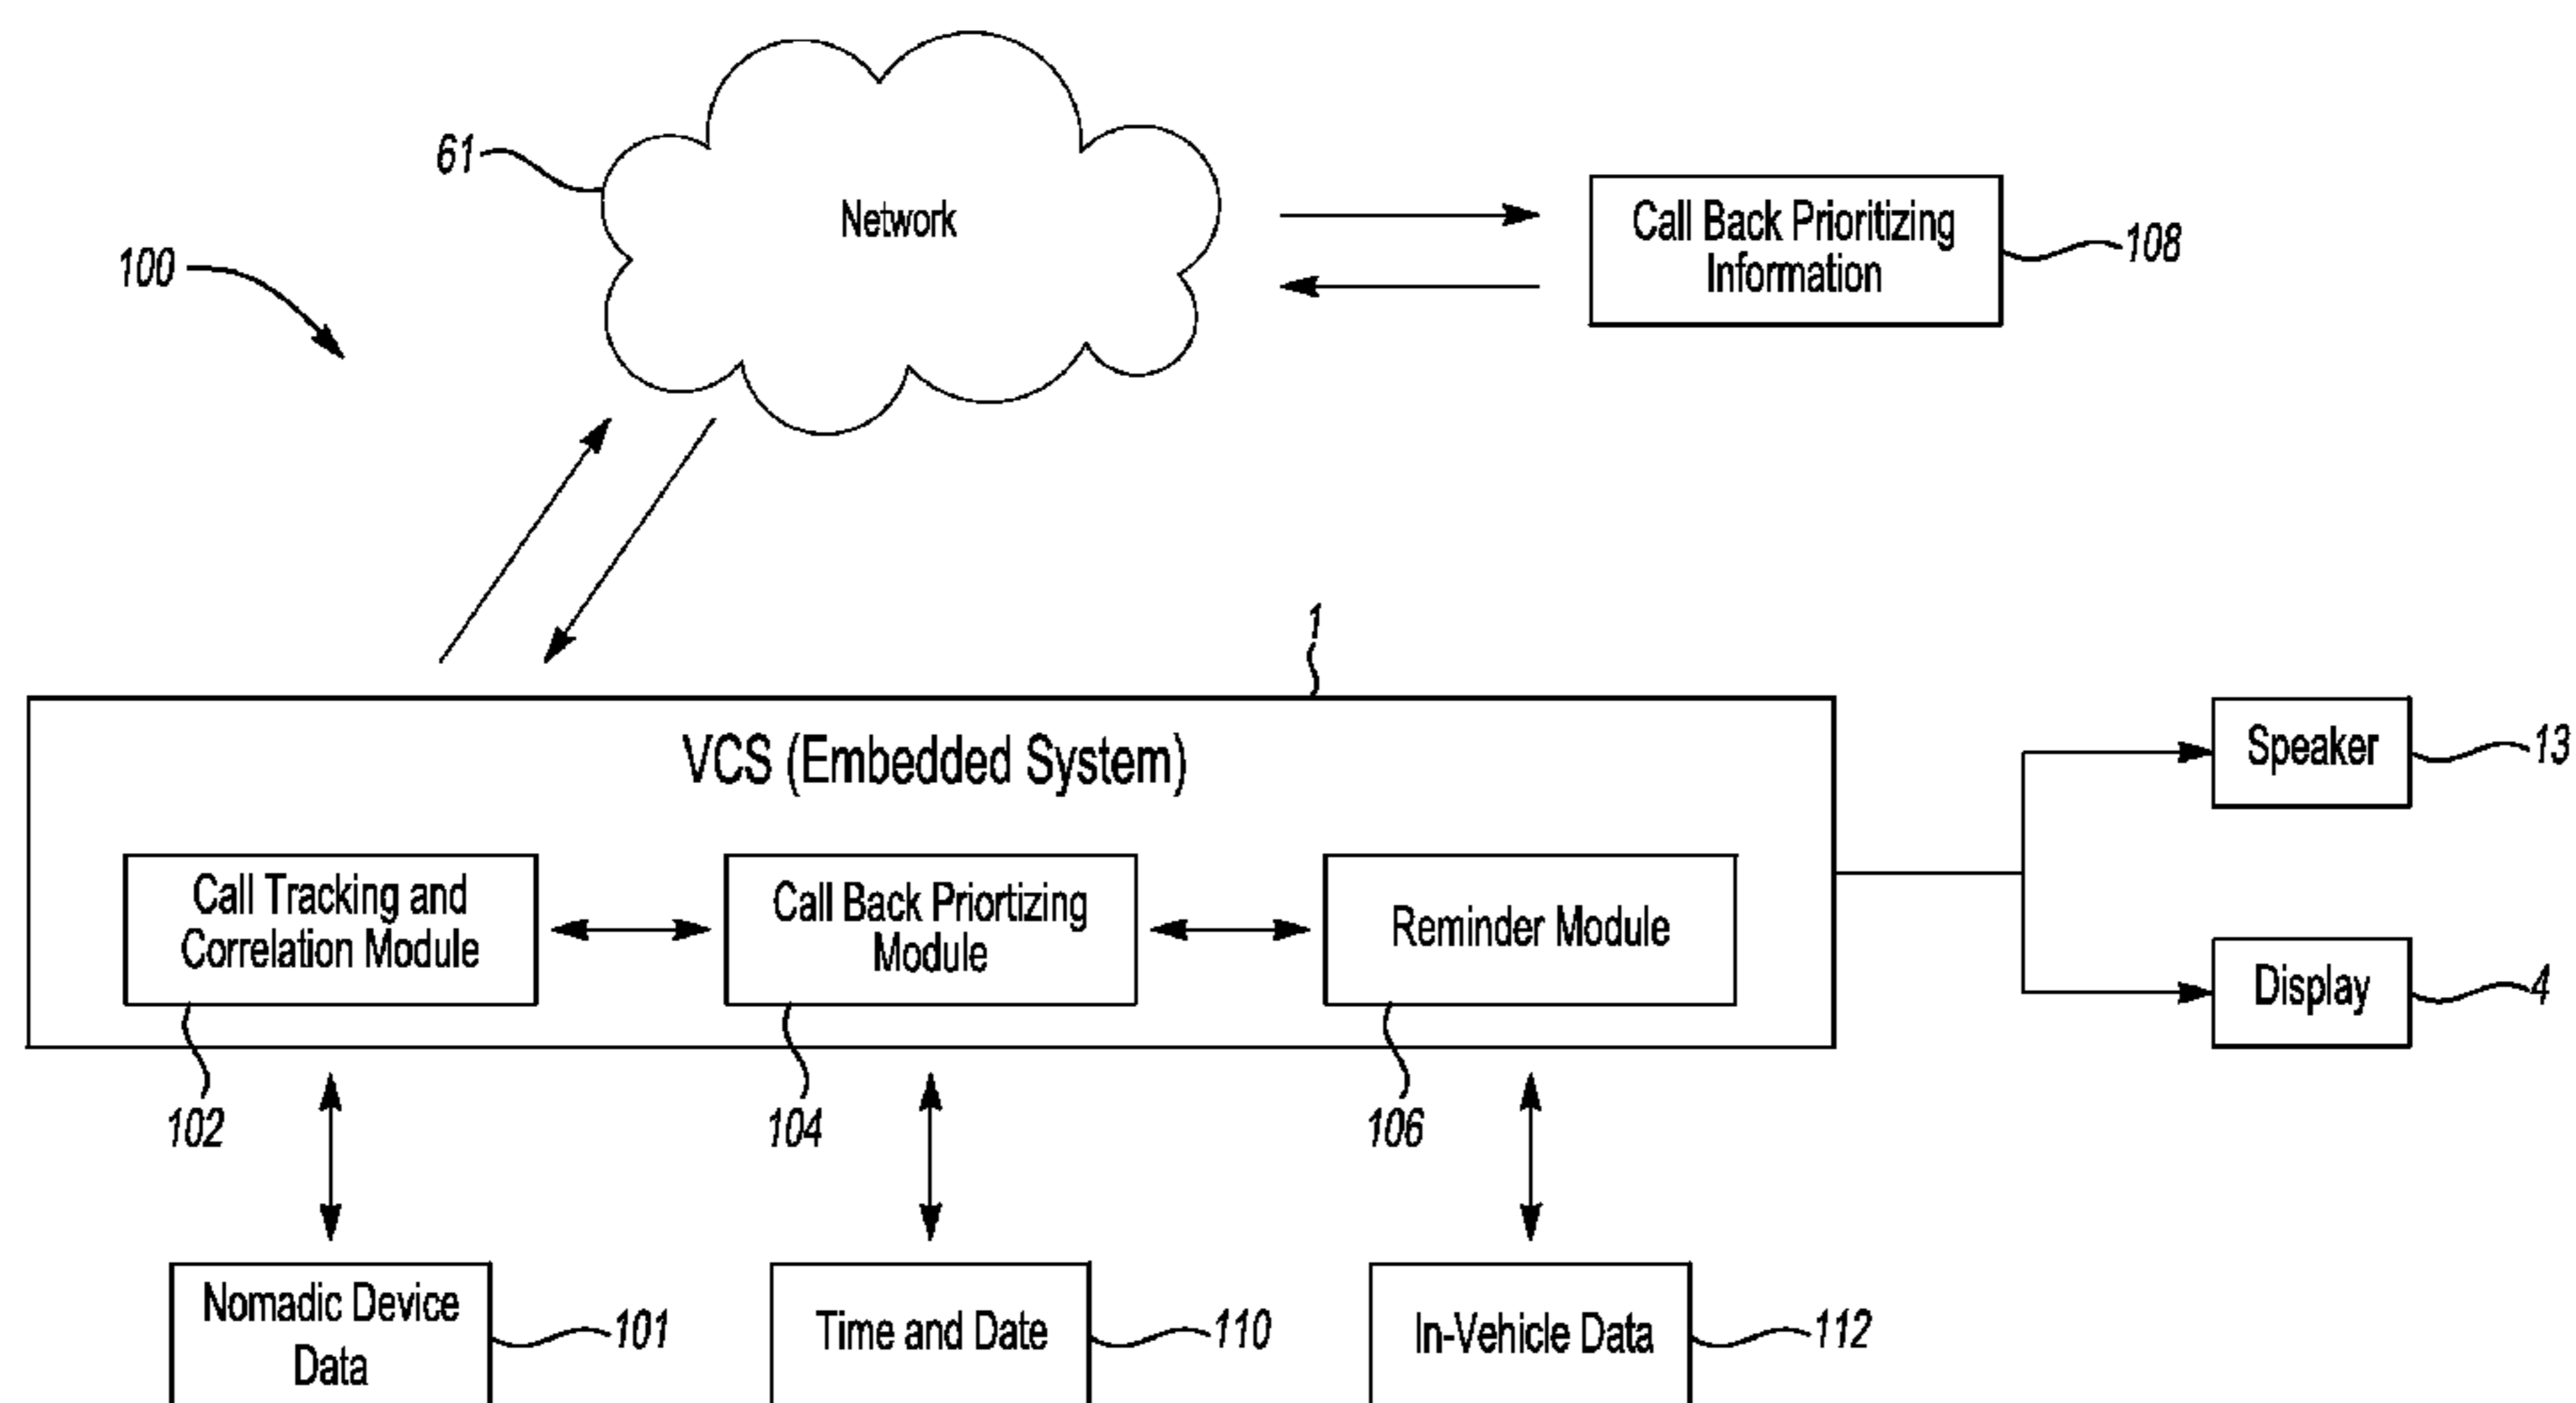 61
Network
Call Back Prioritizing
Information
108
100
1
VCS (Embedded System)
Speaker
13
Call Tracking and
Correlation Module
Call Back Priortizing
Module
Reminder Module
Display
4
102
104
106
Nomadic Device
Data
101
Time and Date
110
In-Vehicle Data
112